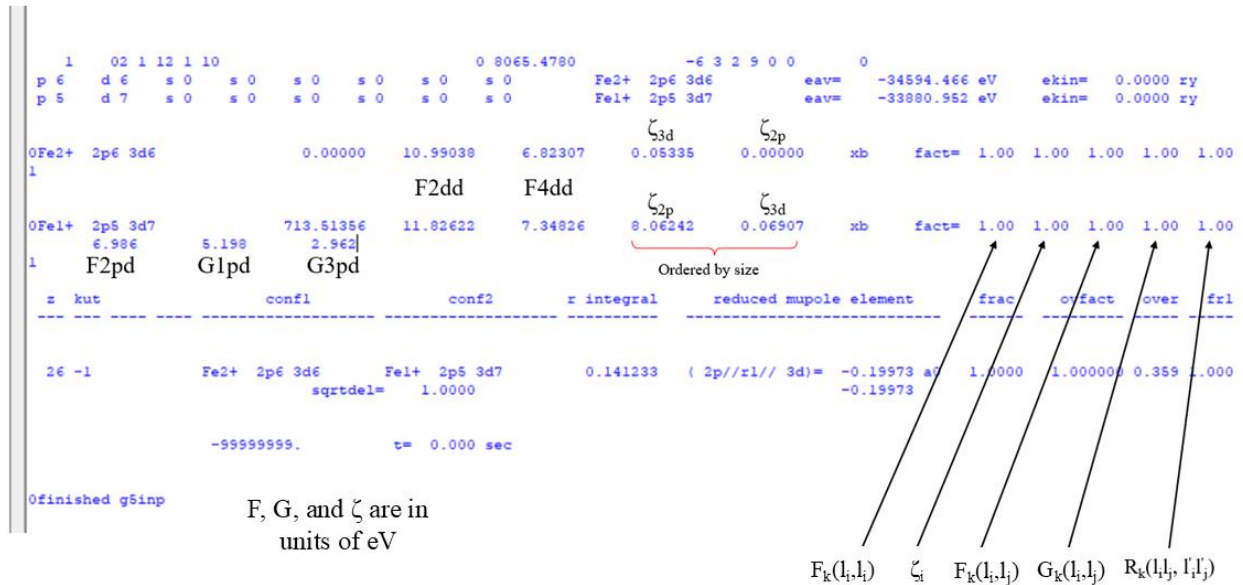 1 02 1 12 1 10 0 8065.4780 -6 3 2 9 0 0 0
p 6 d 6 s 0 s 0 s 0 s 0 s 0 s 0 Fe2+ 2p6 3d6 eav= -34594.466 eV ekin= 0.0000 ry
p 5 d 7 s 0 s 0 s 0 s 0 s 0 s 0 Fe1+ 2p5 3d7 eav= -33880.952 eV ekin= 0.0000 ry
ζ3d ζ2p
0Fe2+ 2p6 3d6 0.00000 10.99038 6.82307 0.05335 0.00000 xb fact= 1.00 1.00 1.00 1.00 1.00
1
F2dd F4dd
ζ2p ζ3d
0Fe1+ 2p5 3d7 713.51356 11.82622 7.34826 8.06242 0.06907 xb fact= 1.00 1.00 1.00 1.00 1.00
6.986 5.198 2.962
1 F2pd G1pd G3pd Ordered by size
z kut conf1 conf2 r integral reduced mupole element frac ovfact over frl
--- --- ---- ---- ------------------ ------------------ ---------- ---------------------------- ------ -------- ----- ----
26 -1 Fe2+ 2p6 3d6 Fe1+ 2p5 3d7 0.141233 ( 2p//r1// 3d)= -0.19973 a0 1.0000 1.000000 0.359 1.000
sqrtdel= 1.0000 -0.19973
-99999999. t= 0.000 sec
0finished g5inp
F, G, and ζ are in
units of eV
Fk(li,li) ζi Fk(li,lj) Gk(li,lj) Rk(lilj, l'il'j)